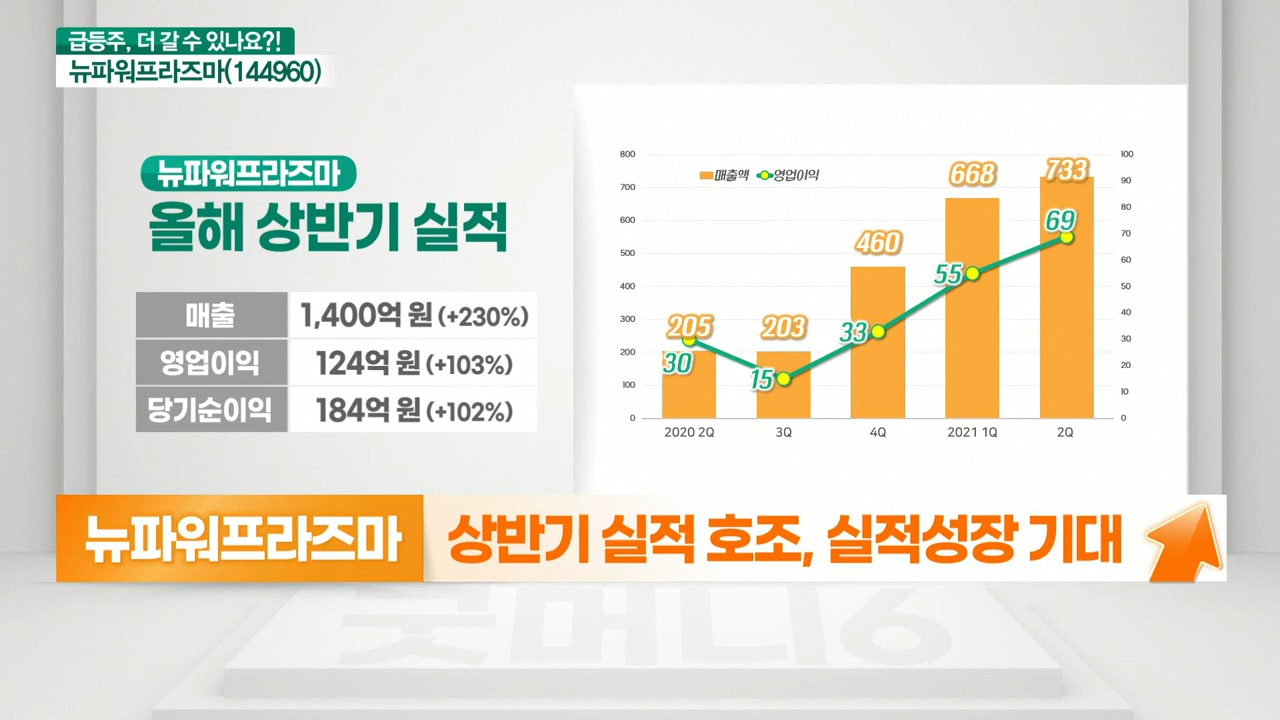 급등주, 더 갈 수 있나요?!
뉴파워프라즈마(144960)
뉴파워프라즈마
올해 상반기 실적
매출 1,400억 원 (+230%)
영업이익 124억 원 (+103%)
당기순이익 184억 원 (+102%)
매출액 영업이익
800
700
600
500
400
300
200
100
0
100
90
80
70
60
50
40
30
20
10
0
205
203
460
668
733
30
15
33
55
69
2020 2Q 3Q 4Q 2021 1Q 2Q
뉴파워프라즈마 상반기 실적 호조, 실적성장 기대
굿머니6